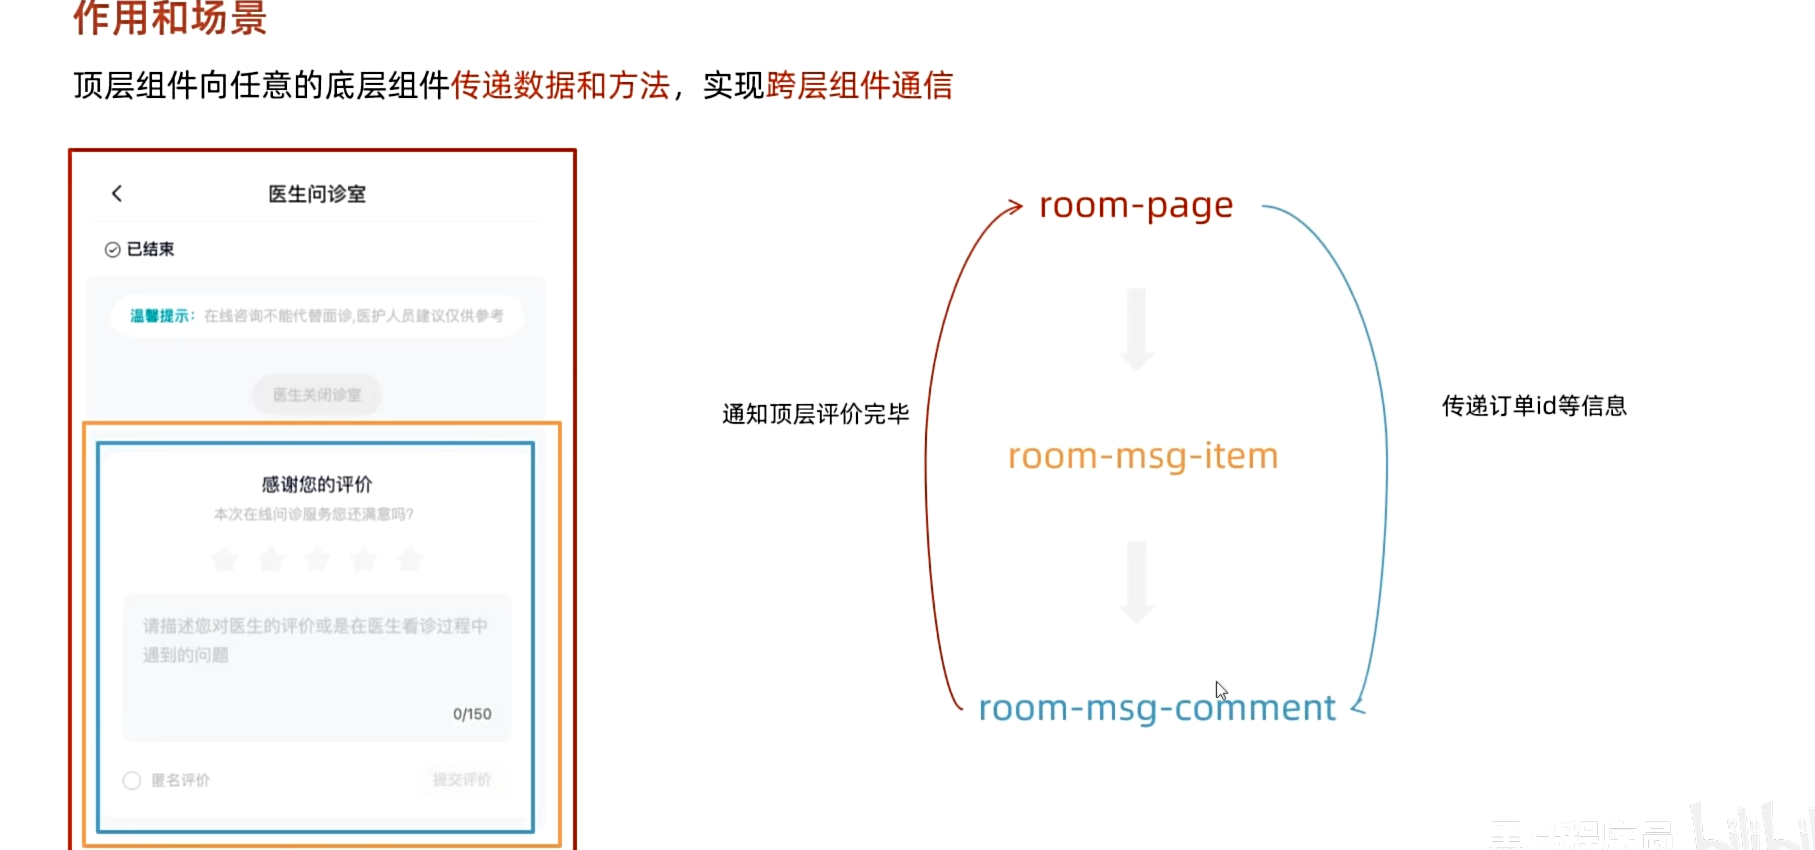 作用和场景
顶层组件向任意的底层组件传递数据和方法，实现跨层组件通信
医生问诊室
已结束
温馨提示：在线咨询不能代替面诊,医护人员建议仅供参考
医生关闭诊室
感谢您的评价
本次在线问诊服务您还满意吗?
请描述您对医生的评价或是在医生看诊过程中
遇到的问题
0/150
匿名评价
提交评价
room-page
通知顶层评价完毕
传递订单id等信息
room-msg-item
room-msg-comment
黑马程序员